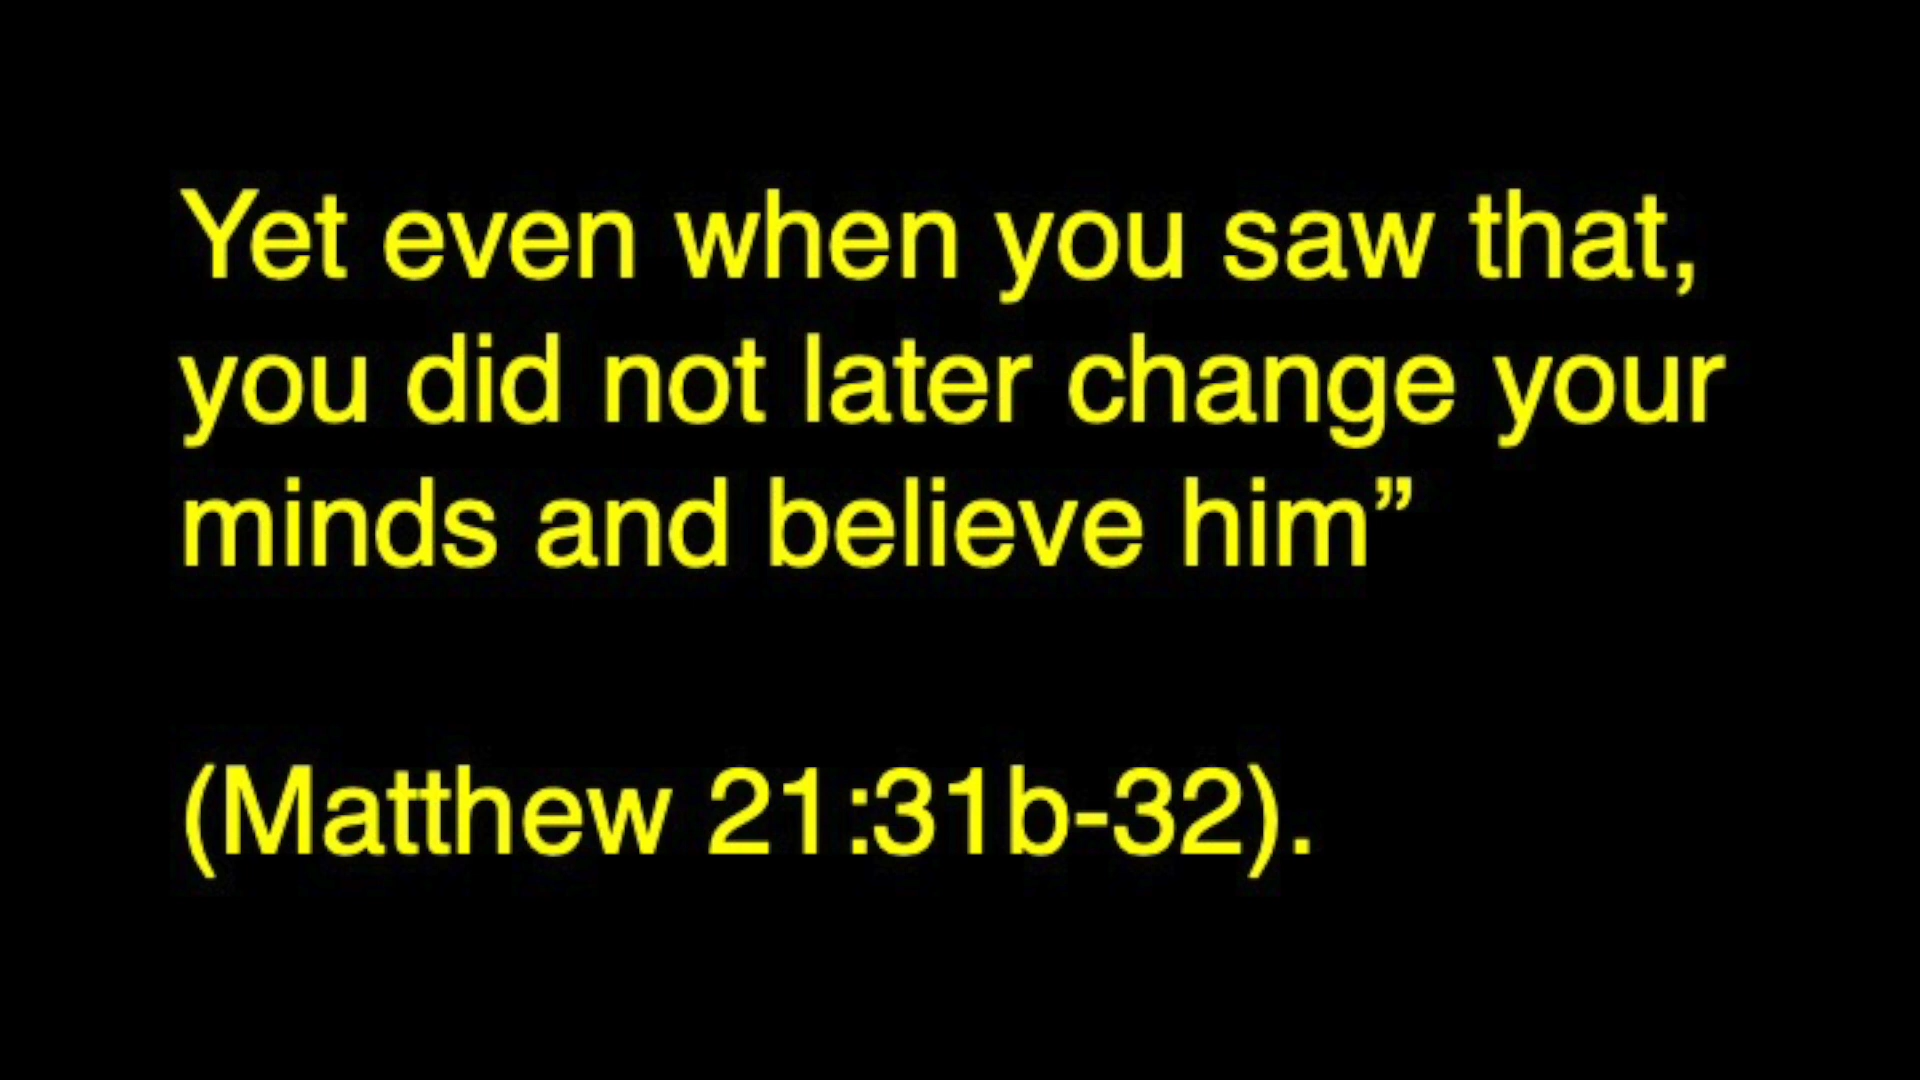 Yet even when you saw that,
you did not later change your
minds and believe him”
(Matthew 21:31b-32).